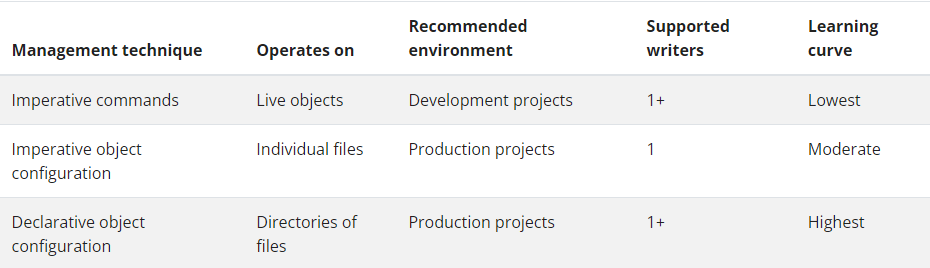 Management technique Operates on Recommended environment Supported writers Learning curve
Imperative commands Live objects Development projects 1+ Lowest
Imperative object configuration Individual files Production projects 1 Moderate
Declarative object configuration Directories of files Production projects 1+ Highest